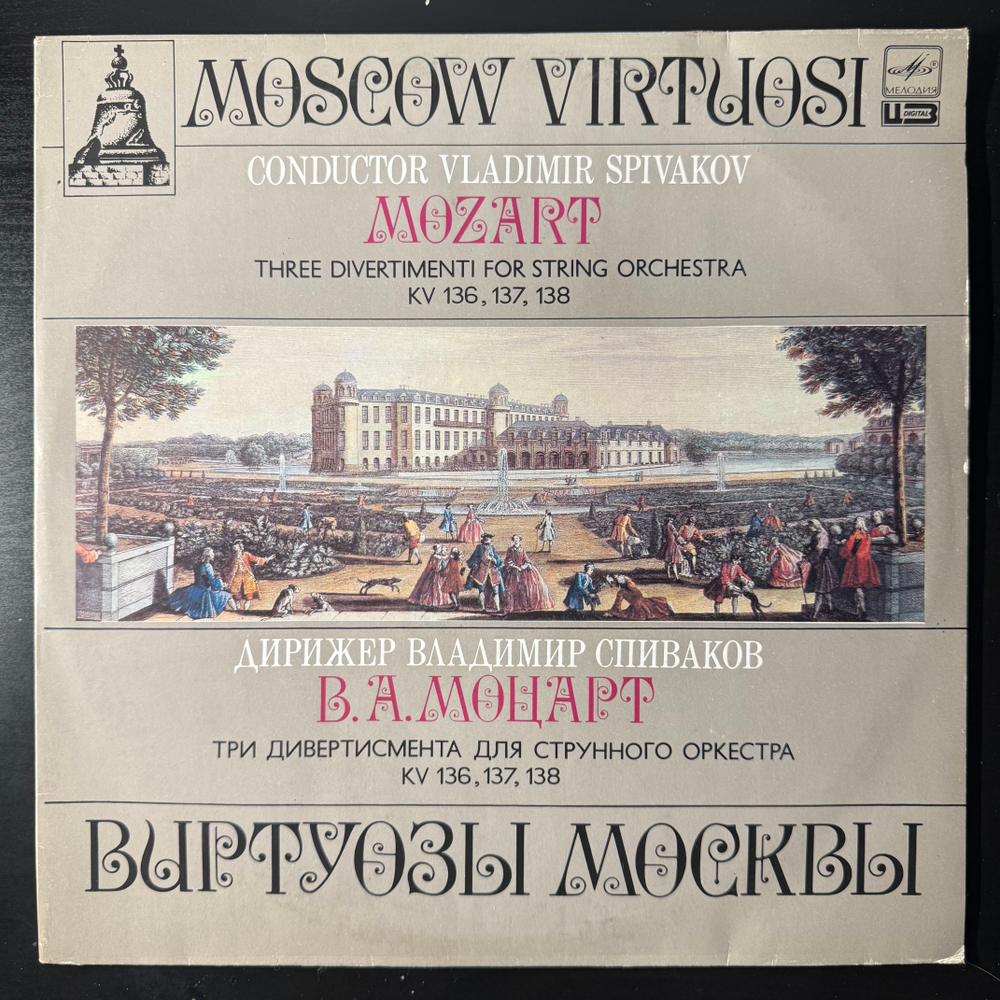 MOSCOW VIRTUOSI
МЕЛОДИЯ
ЦЗ DIGITAL
CONDUCTOR VLADIMIR SPIVAKOV
MOZART
THREE DIVERTIMENTI FOR STRING ORCHESTRA
KV 136, 137, 138
ДИРИЖЕР ВЛАДИМИР СПИВАКОВ
В. А. МОЦАРТ
ТРИ ДИВЕРТИСМЕНТА ДЛЯ СТРУННОГО ОРКЕСТРА
KV 136, 137, 138
ВИРТУОЗЫ МОСКВЫ